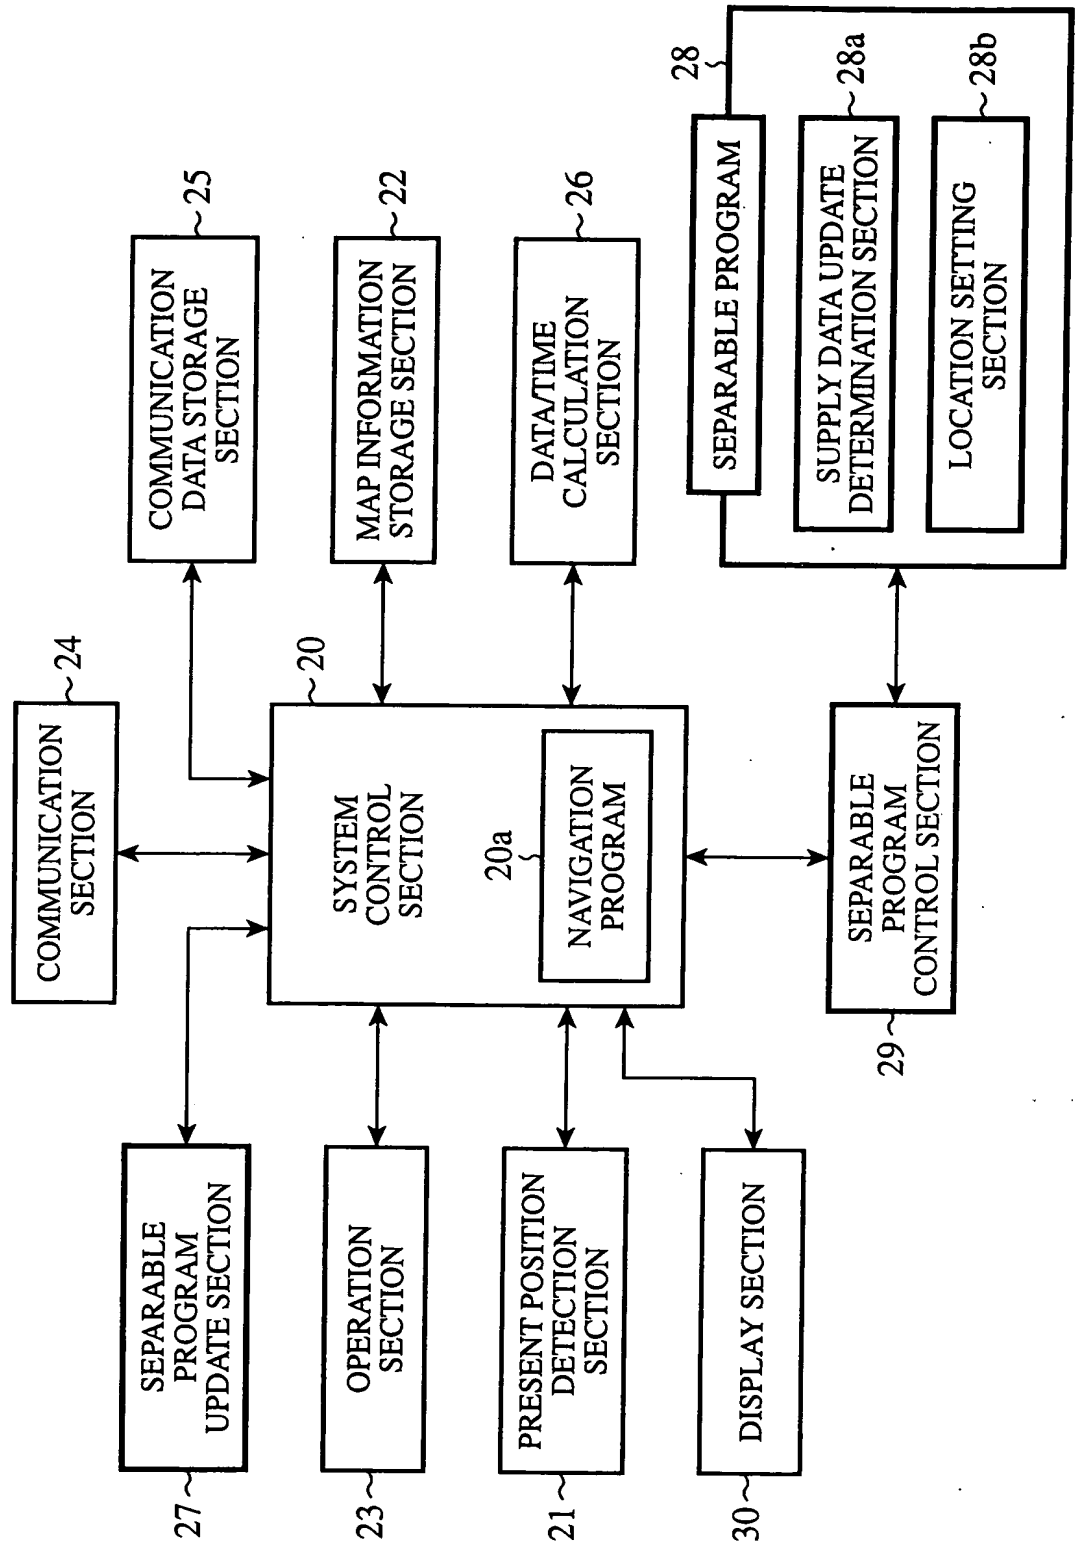 24
COMMUNICATION
SECTION
27
SEPARABLE
PROGRAM
UPDATE SECTION
25
COMMUNICATION
DATA STORAGE
SECTION
23
OPERATION
SECTION
20
SYSTEM
CONTROL
SECTION
22
MAP INFORMATION
STORAGE SECTION
21
PRESENT POSITION
DETECTION
SECTION
20a
NAVIGATION
PROGRAM
26
DATA/TIME
CALCULATION
SECTION
30
DISPLAY SECTION
29
SEPARABLE
PROGRAM
CONTROL SECTION
28
SEPARABLE PROGRAM
28a
SUPPLY DATA UPDATE
DETERMINATION SECTION
28b
LOCATION SETTING
SECTION